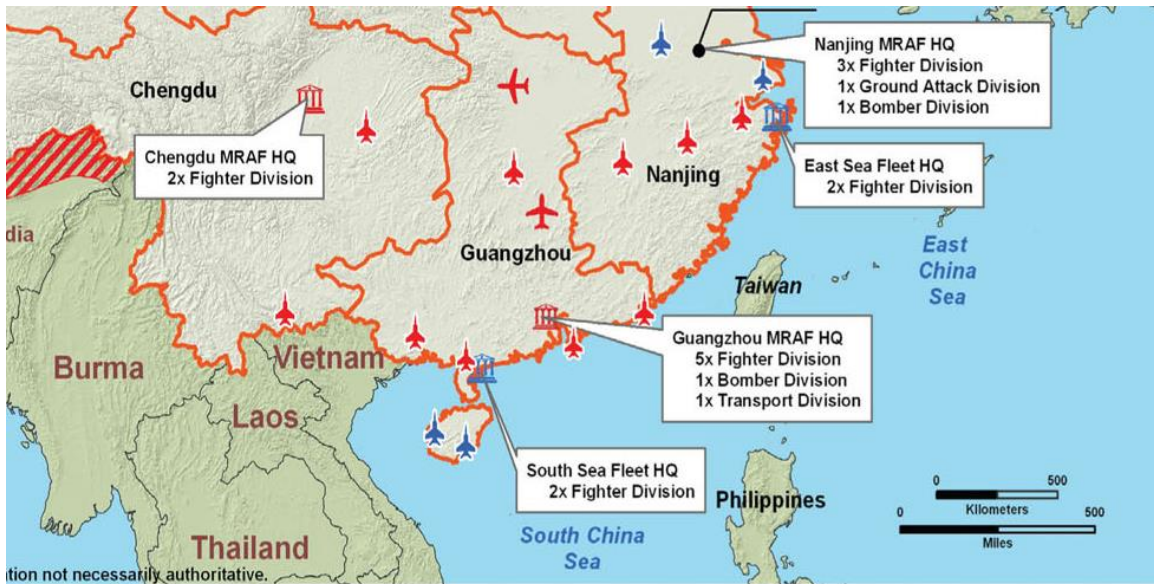 Chengdu
Chengdu MRAF HQ
2x Fighter Division
Nanjing MRAF HQ
3x Fighter Division
1x Ground Attack Division
1x Bomber Division
Nanjing
East Sea Fleet HQ
2x Fighter Division
dia
Guangzhou
East
China
Sea
Taiwan
Guangzhou MRAF HQ
5x Fighter Division
1x Bomber Division
1x Transport Division
Burma
Vietnam
Laos
South Sea Fleet HQ
2x Fighter Division
Philippines
0 500
Kilometers
0 500
Miles
South China
Sea
Thailand
tion not necessarily authoritative.